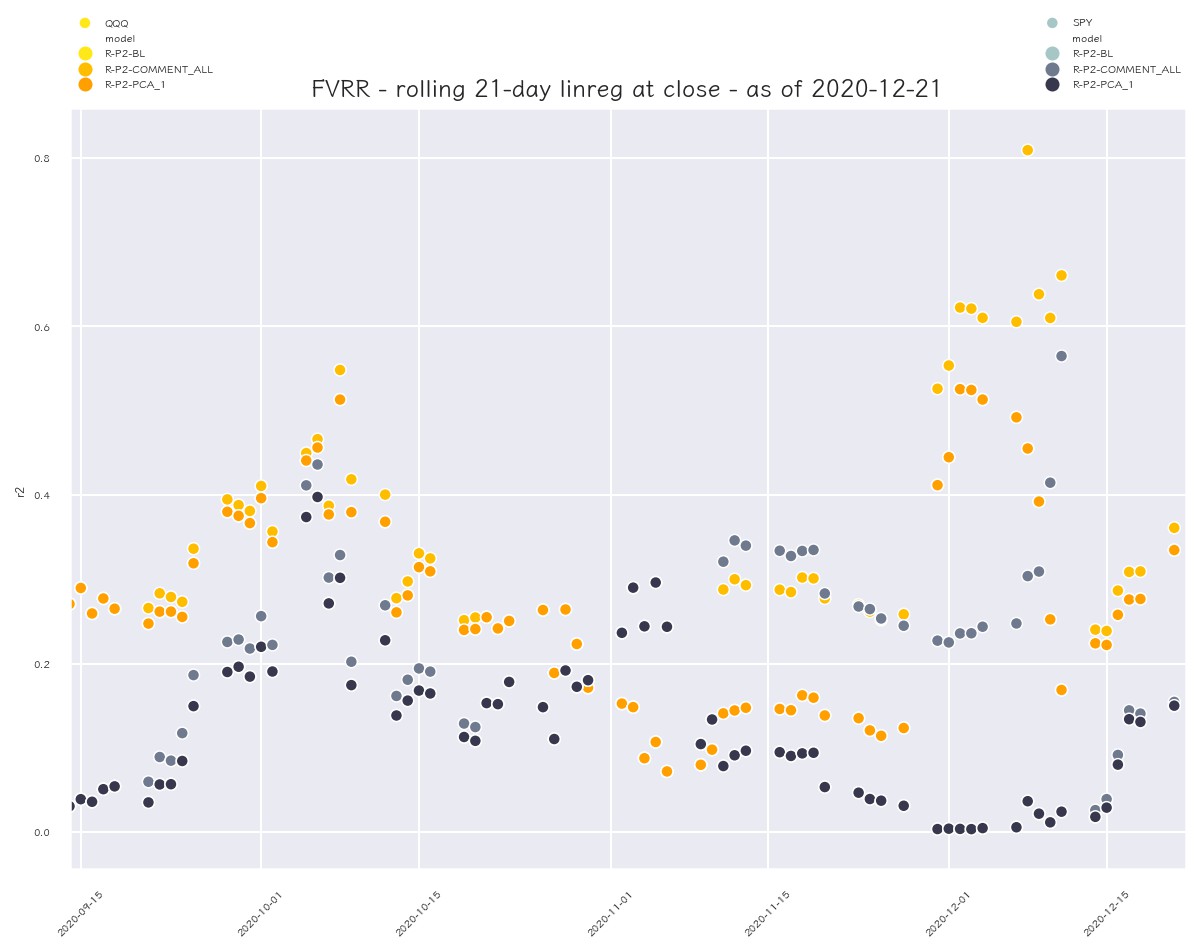 QQQ
model
R-P2-BL
R-P2-COMMENT_ALL
R-P2-PCA_1
SPY
model
R-P2-BL
R-P2-COMMENT_ALL
R-P2-PCA_1
FVRR - rolling 21-day linreg at close - as of 2020-12-21
r2
0.8
0.6
0.4
0.2
0.0
2020-09-15
2020-10-01
2020-10-15
2020-11-01
2020-11-15
2020-12-01
2020-12-15